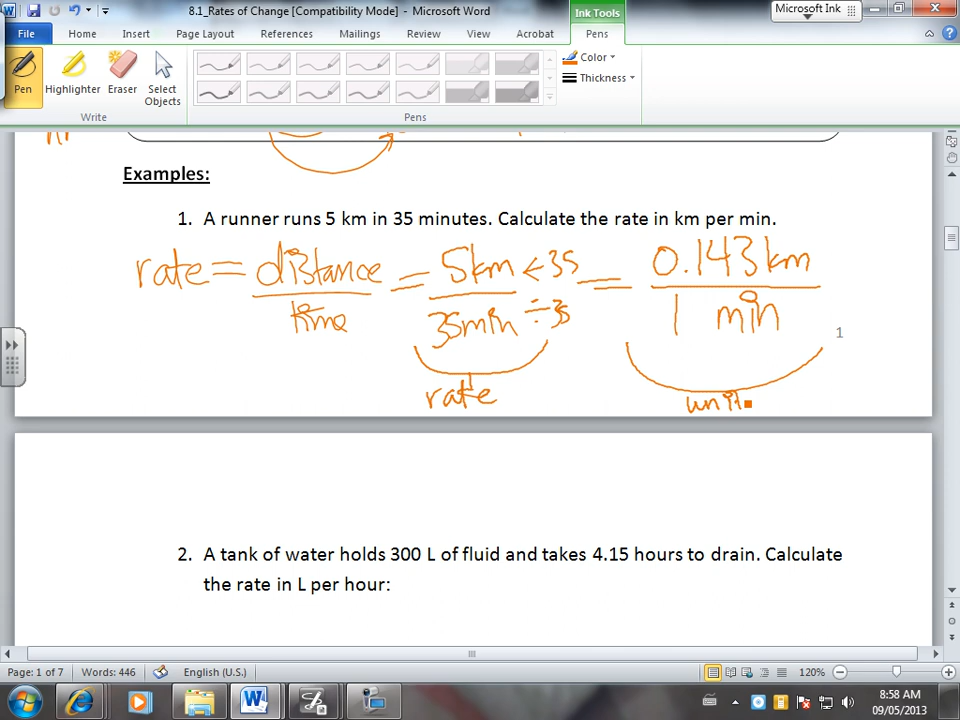 8.1_Rates of Change [Compatibility Mode] - Microsoft Word
Ink Tools
Microsoft Ink
File Home Insert Page Layout References Mailings Review View Acrobat Pens
Pen Highlighter Eraser Select Objects
Color
Thickness
Write Pens
Examples:
1. A runner runs 5 km in 35 minutes. Calculate the rate in km per min.
rate = distance / time = 5km ÷35 / 35min ÷35 = 0.143km / 1 min
1
rate unit
2. A tank of water holds 300 L of fluid and takes 4.15 hours to drain. Calculate
the rate in L per hour:
Page: 1 of 7 Words: 446 English (U.S.) 120%
8:58 AM
09/05/2013